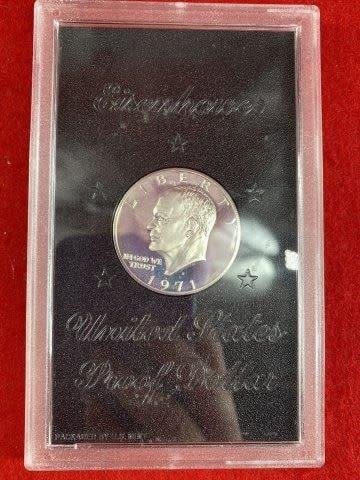 Eisenhower
LIBERTY
IN GOD WE
TRUST
1971
United States
Proof Dollar
PACKAGED BY U.S. MINT